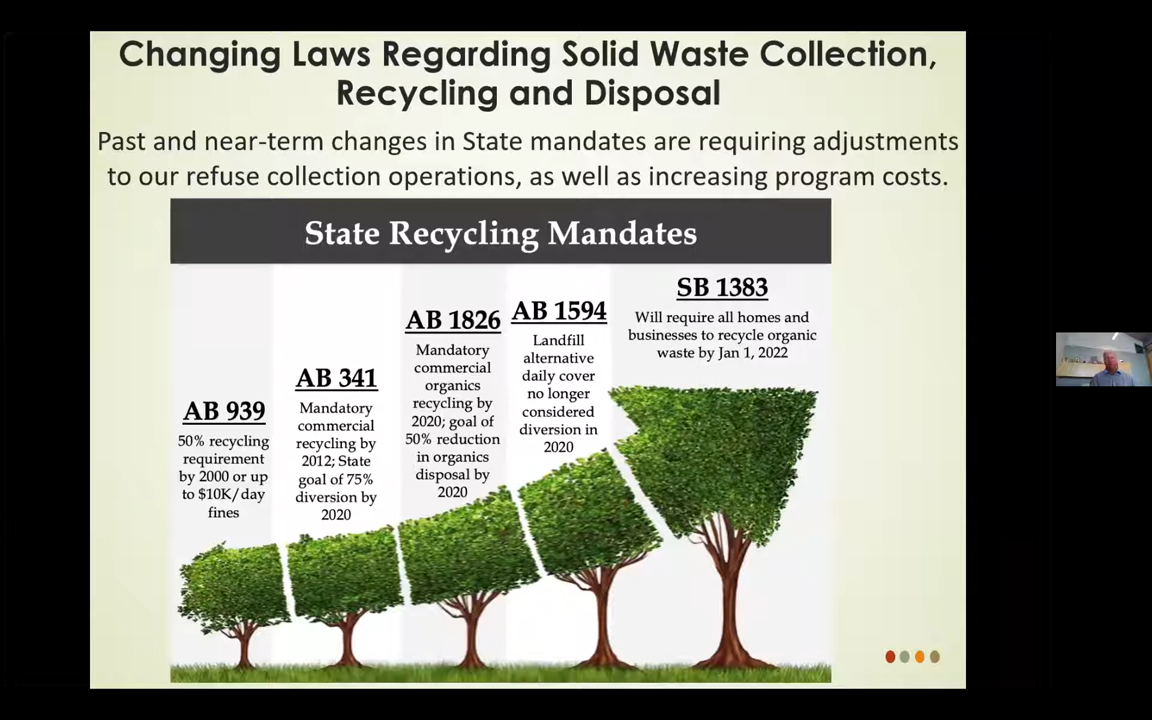 Changing Laws Regarding Solid Waste Collection,
Recycling and Disposal
Past and near-term changes in State mandates are requiring adjustments
to our refuse collection operations, as well as increasing program costs.
State Recycling Mandates
AB 939
50% recycling
requirement
by 2000 or up
to $10K/day
fines
AB 341
Mandatory
commercial
recycling by
2012; State
goal of 75%
diversion by
2020
AB 1826
Mandatory
commercial
organics
recycling by
2020; goal of
50% reduction
in organics
disposal by
2020
AB 1594
Landfill
alternative
daily cover
no longer
considered
diversion in
2020
SB 1383
Will require all homes and
businesses to recycle organic
waste by Jan 1, 2022